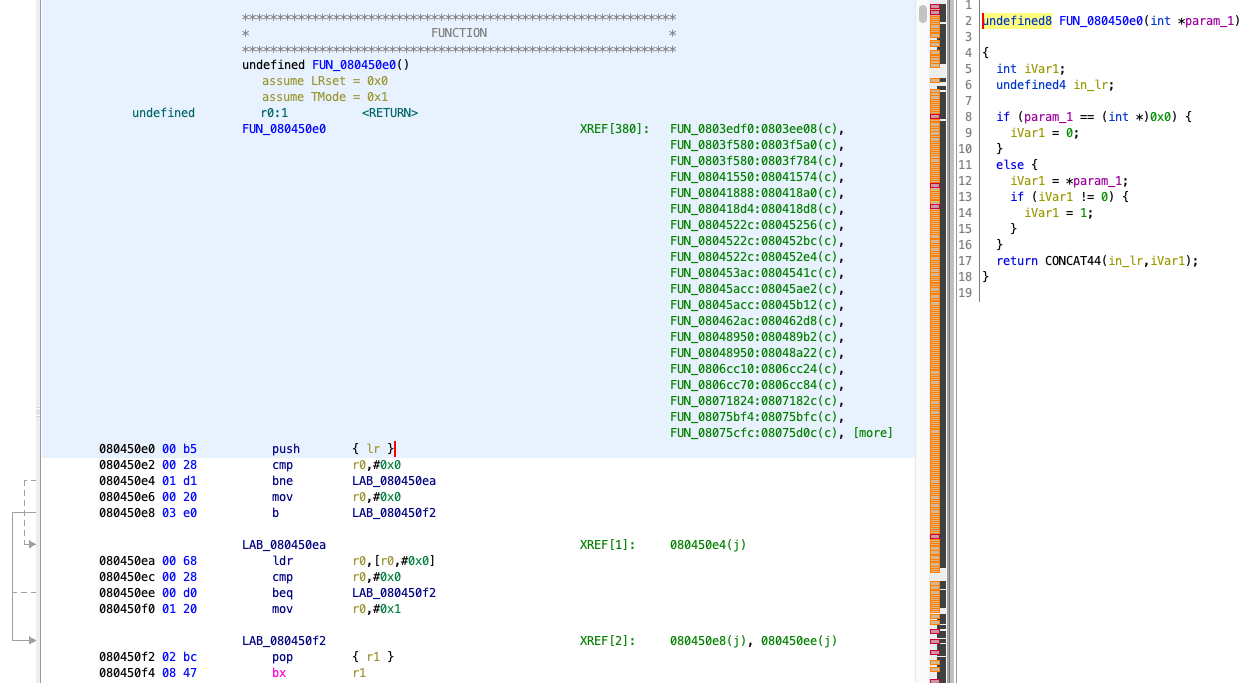 **************************************************************
*                          FUNCTION                          *
**************************************************************
undefined FUN_080450e0()
assume LRset = 0x0
assume TMode = 0x1
undefined r0:1 <RETURN>
FUN_080450e0 XREF[380]: FUN_0803edf0:0803ee08(c),
FUN_0803f580:0803f5a0(c),
FUN_0803f580:0803f784(c),
FUN_08041550:08041574(c),
FUN_08041888:080418a0(c),
FUN_080418d4:080418d8(c),
FUN_0804522c:08045256(c),
FUN_0804522c:080452bc(c),
FUN_0804522c:080452e4(c),
FUN_080453ac:0804541c(c),
FUN_08045acc:08045ae2(c),
FUN_08045acc:08045b12(c),
FUN_080462ac:080462d8(c),
FUN_08048950:080489b2(c),
FUN_08048950:08048a22(c),
FUN_0806cc10:0806cc24(c),
FUN_0806cc70:0806cc84(c),
FUN_08071824:0807182c(c),
FUN_08075bf4:08075bfc(c),
FUN_08075cfc:08075d0c(c), [more]
080450e0 00 b5 push { lr }
080450e2 00 28 cmp r0,#0x0
080450e4 01 d1 bne LAB_080450ea
080450e6 00 20 mov r0,#0x0
080450e8 03 e0 b LAB_080450f2
LAB_080450ea XREF[1]: 080450e4(j)
080450ea 00 68 ldr r0,[r0,#0x0]
080450ec 00 28 cmp r0,#0x0
080450ee 00 d0 beq LAB_080450f2
080450f0 01 20 mov r0,#0x1
LAB_080450f2 XREF[2]: 080450e8(j), 080450ee(j)
080450f2 02 bc pop { r1 }
080450f4 08 47 bx r1
1
2 undefined8 FUN_080450e0(int *param_1)
3
4 {
5 int iVar1;
6 undefined4 in_lr;
7
8 if (param_1 == (int *)0x0) {
9 iVar1 = 0;
10 }
11 else {
12 iVar1 = *param_1;
13 if (iVar1 != 0) {
14 iVar1 = 1;
15 }
16 }
17 return CONCAT44(in_lr,iVar1);
18 }
19